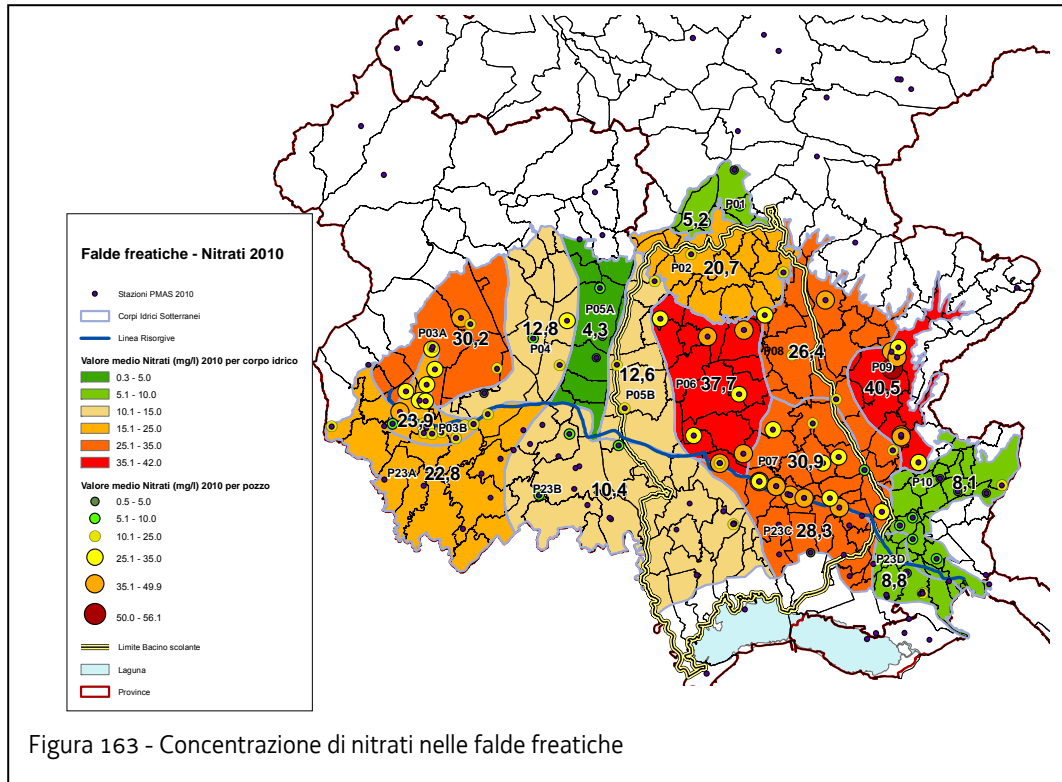 Falde freatiche - Nitrati 2010
Stazioni PMAS 2010
Corpi Idrici Sotterranei
Linea Risorgive
Valore medio Nitrati (mg/l) 2010 per corpo idrico
0.3 - 5.0
5.1 - 10.0
10.1 - 15.0
15.1 - 25.0
25.1 - 35.0
35.1 - 42.0
Valore medio Nitrati (mg/l) 2010 per pozzo
0.5 - 5.0
5.1 - 10.0
10.1 - 25.0
25.1 - 35.0
35.1 - 49.9
50.0 - 56.1
Limite Bacino scolante
Laguna
Province
P01
5,2
P02
20,7
P03A
30,2
P04
12,8
P05A
4,3
P05B
12,6
P06
37,7
P08
26,4
P09
40,5
P03B
23,9
P07
30,9
P10
8,1
P23A
22,8
P23B
10,4
P23C
28,3
P23D
8,8
Figura 163 - Concentrazione di nitrati nelle falde freatiche